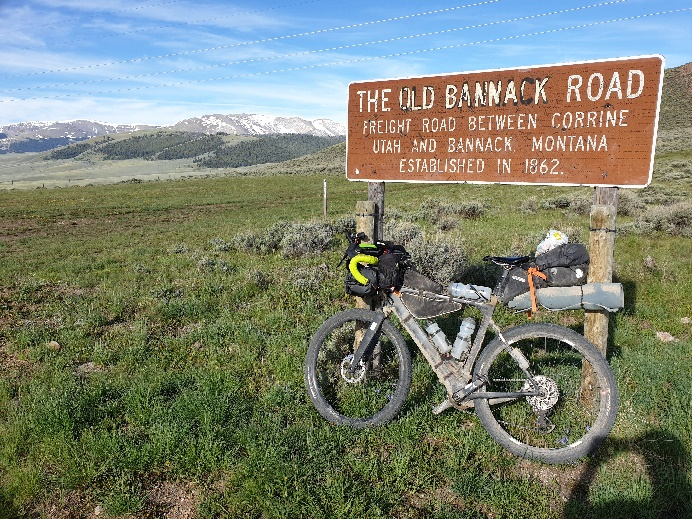 THE OLD BANNACK ROAD
FREIGHT ROAD BETWEEN CORRINE
UTAH AND BANNACK, MONTANA
ESTABLISHED IN 1862.